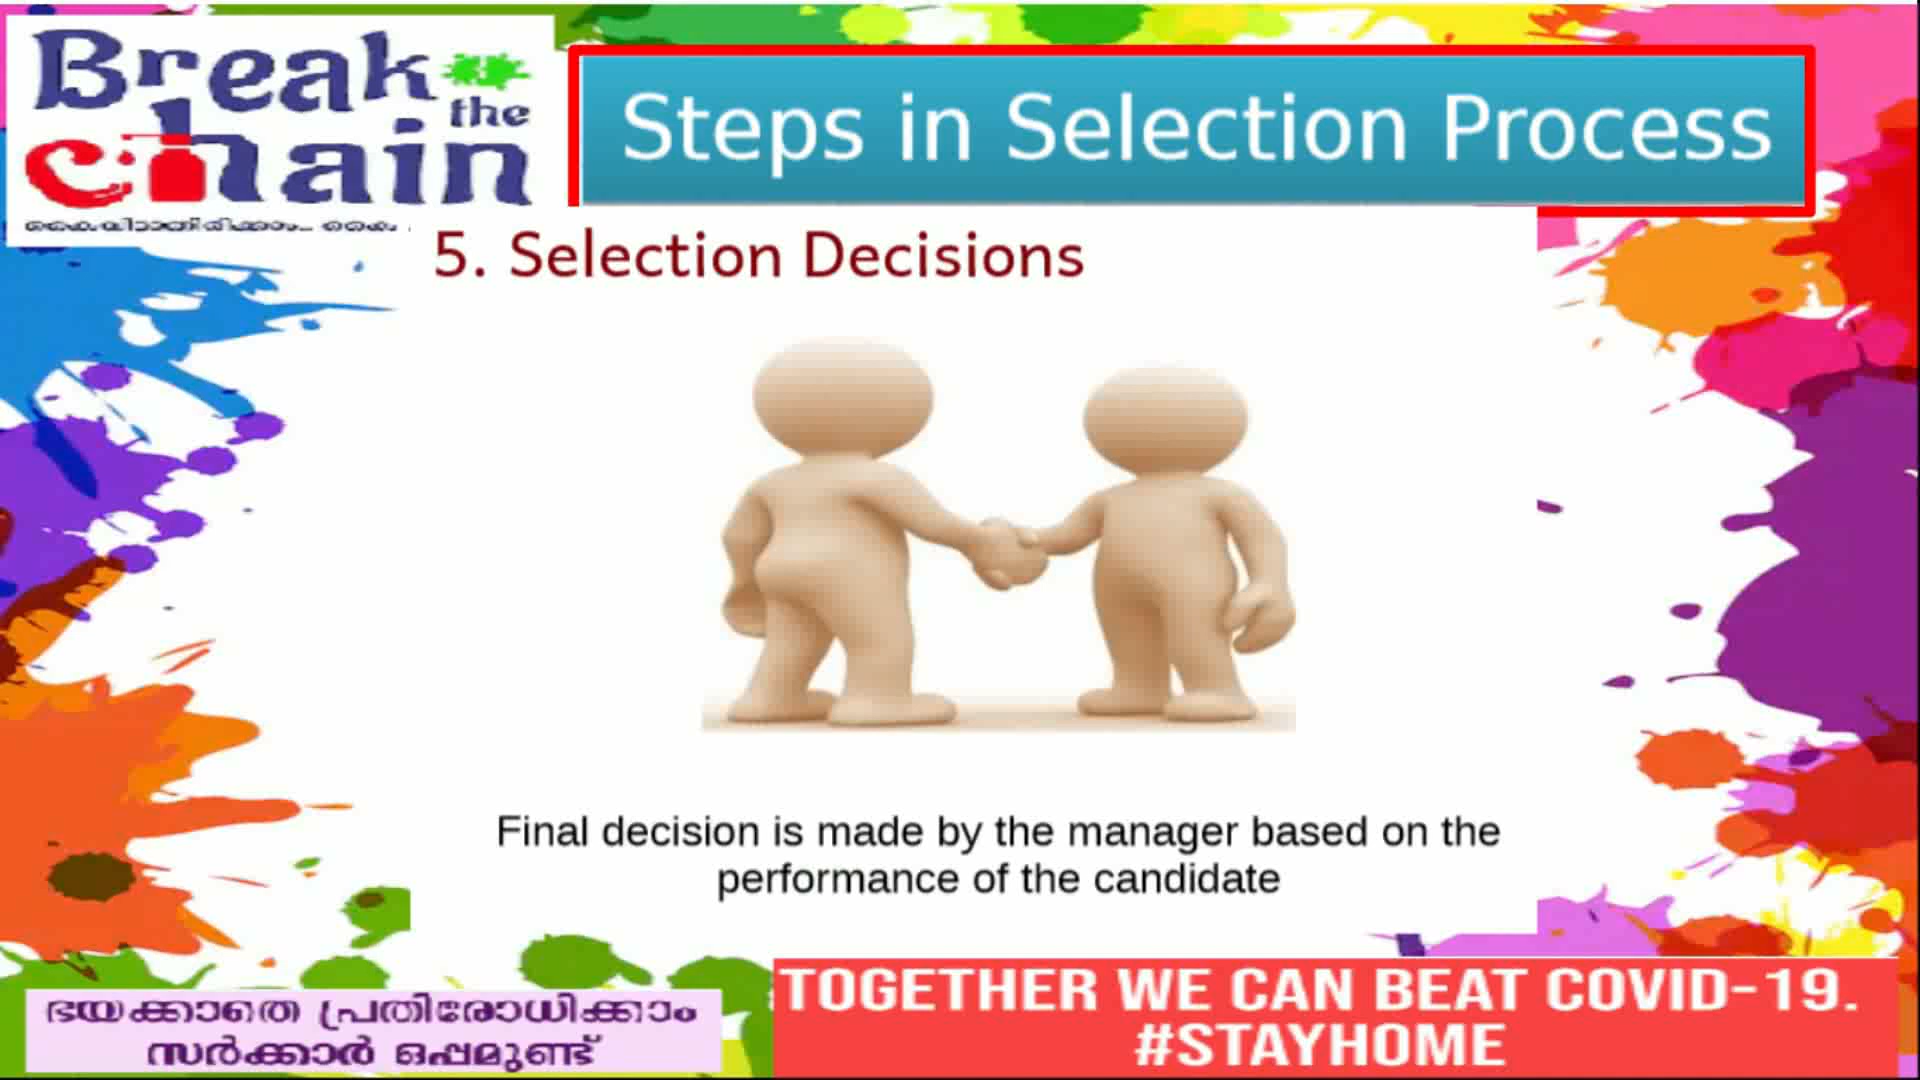 Break
the
chain
Steps in Selection Process
5. Selection Decisions
Final decision is made by the manager based on the
performance of the candidate
ഭയക്കാതെ പ്രതിരോധിക്കാം
സർക്കാർ ഒപ്പമുണ്ട്
TOGETHER WE CAN BEAT COVID-19.
#STAYHOME